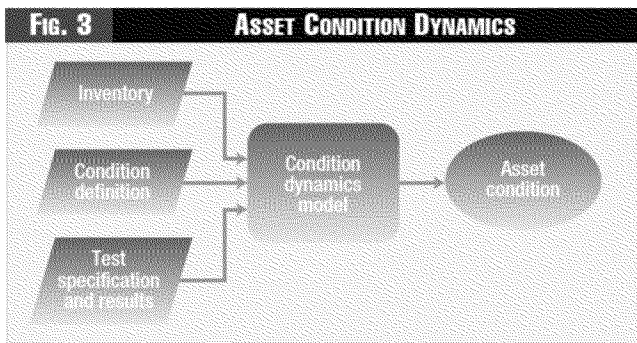 FIG. 3
ASSET CONDITION DYNAMICS
Inventory
Condition
definition
Test
specification
and results
Condition
dynamics
model
Asset
condition